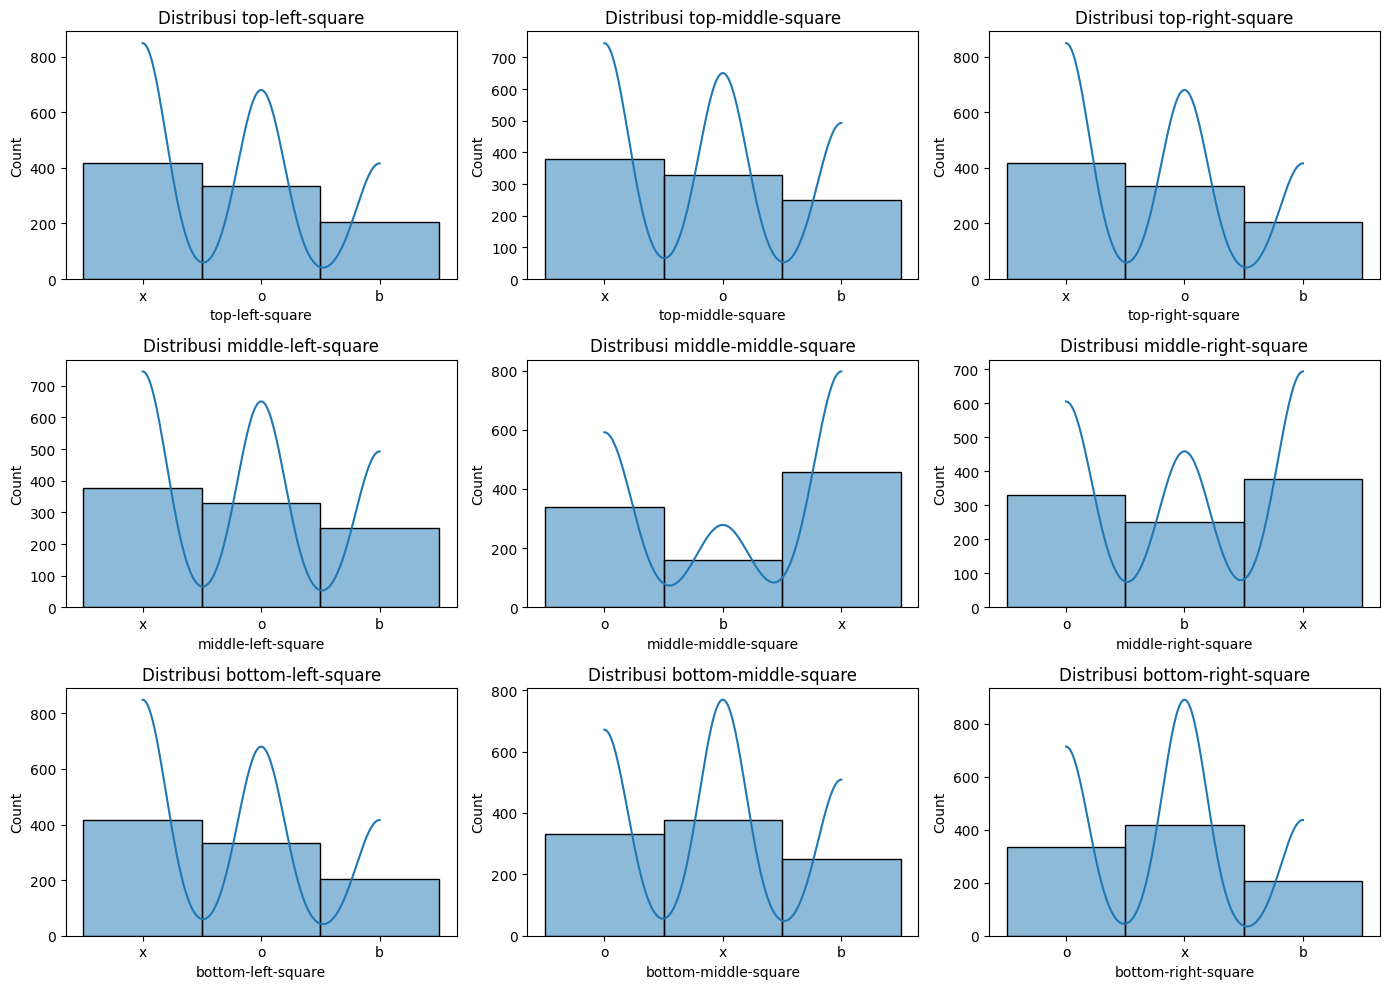 Distribusi top-left-square
Count
800
600
400
200
0
x o b
top-left-square
Distribusi top-middle-square
Count
700
600
500
400
300
200
100
0
x o b
top-middle-square
Distribusi top-right-square
Count
800
600
400
200
0
x o b
top-right-square
Distribusi middle-left-square
Count
700
600
500
400
300
200
100
0
x o b
middle-left-square
Distribusi middle-middle-square
Count
800
600
400
200
0
o b x
middle-middle-square
Distribusi middle-right-square
Count
700
600
500
400
300
200
100
0
o b x
middle-right-square
Distribusi bottom-left-square
Count
800
600
400
200
0
x o b
bottom-left-square
Distribusi bottom-middle-square
Count
800
600
400
200
0
o x b
bottom-middle-square
Distribusi bottom-right-square
Count
800
600
400
200
0
o x b
bottom-right-square